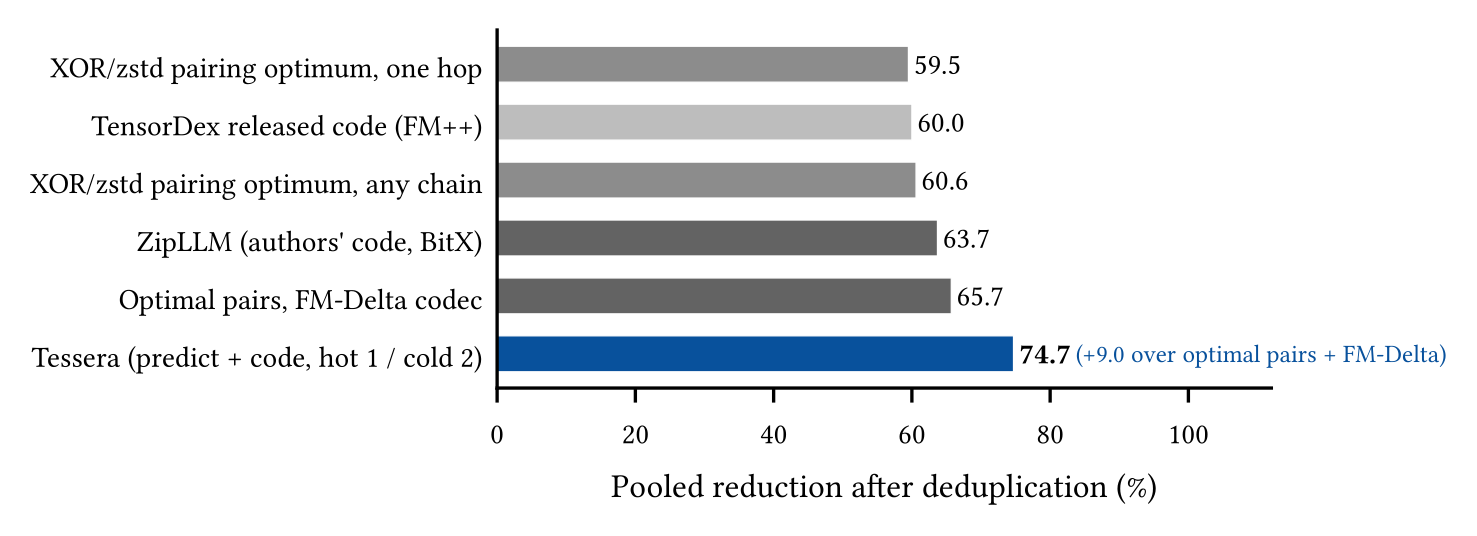 XOR/zstd pairing optimum, one hop 59.5
TensorDex released code (FM++) 60.0
XOR/zstd pairing optimum, any chain 60.6
ZipLLM (authors' code, BitX) 63.7
Optimal pairs, FM-Delta codec 65.7
Tessera (predict + code, hot 1 / cold 2) 74.7 (+9.0 over optimal pairs + FM-Delta)
0 20 40 60 80 100
Pooled reduction after deduplication (%)